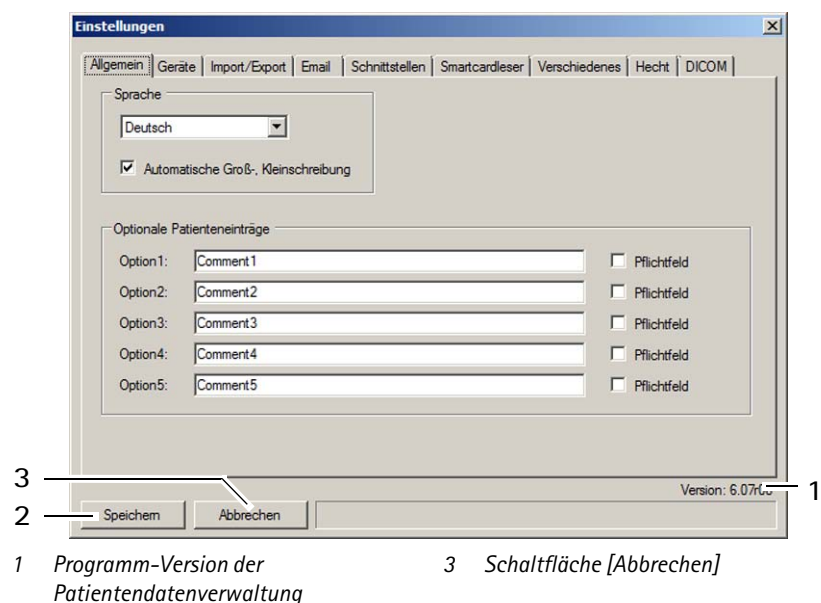 Einstellungen
Allgemein Geräte Import/Export Email Schnittstellen Smartcardleser Verschiedenes Hecht DICOM
Sprache
Deutsch
Automatische Groß-, Kleinschreibung
Optionale Patienteneinträge
Option1: Comment1 Pflichtfeld
Option2: Comment2 Pflichtfeld
Option3: Comment3 Pflichtfeld
Option4: Comment4 Pflichtfeld
Option5: Comment5 Pflichtfeld
3
Version: 1
2 Speichern Abbrechen
1 Programm-Version der
Patientendatenverwaltung
3 Schaltfläche [Abbrechen]